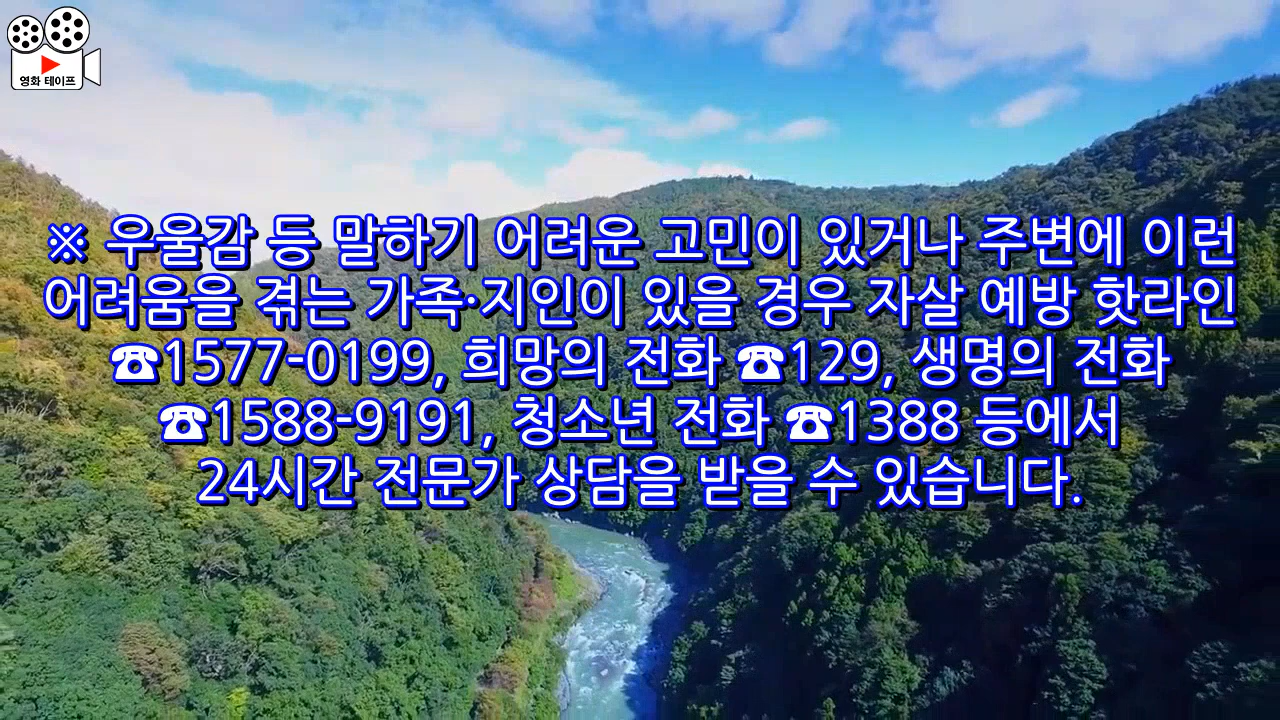 영화 테이프
※ 우울감 등 말하기 어려운 고민이 있거나 주변에 이런
어려움을 겪는 가족·지인이 있을 경우 자살 예방 핫라인
☎1577-0199, 희망의 전화 ☎129, 생명의 전화
☎1588-9191, 청소년 전화 ☎1388 등에서
24시간 전문가 상담을 받을 수 있습니다.